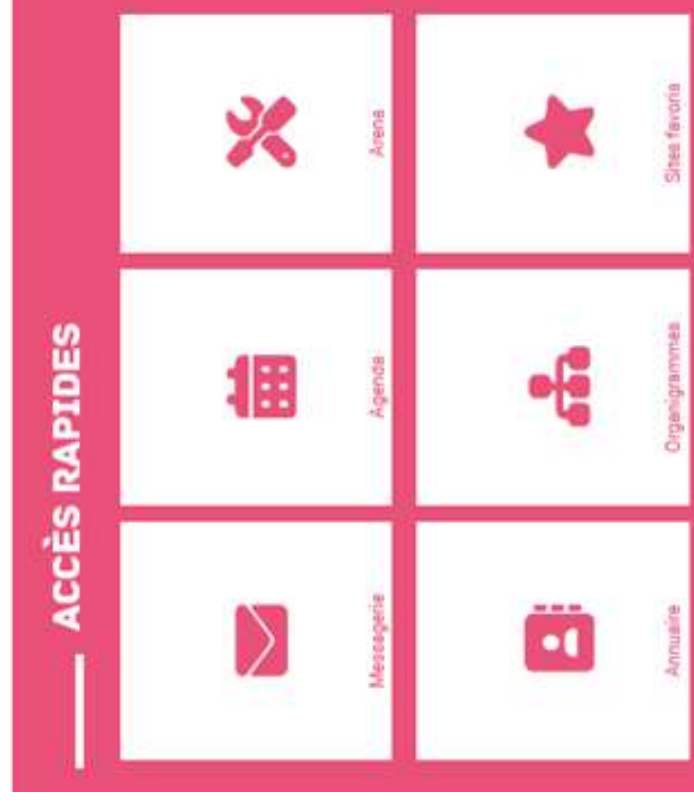 ACCÈS RAPIDES
Messagerie
Agenda
Arena
Annuaire
Organigrammes
Sites favoris